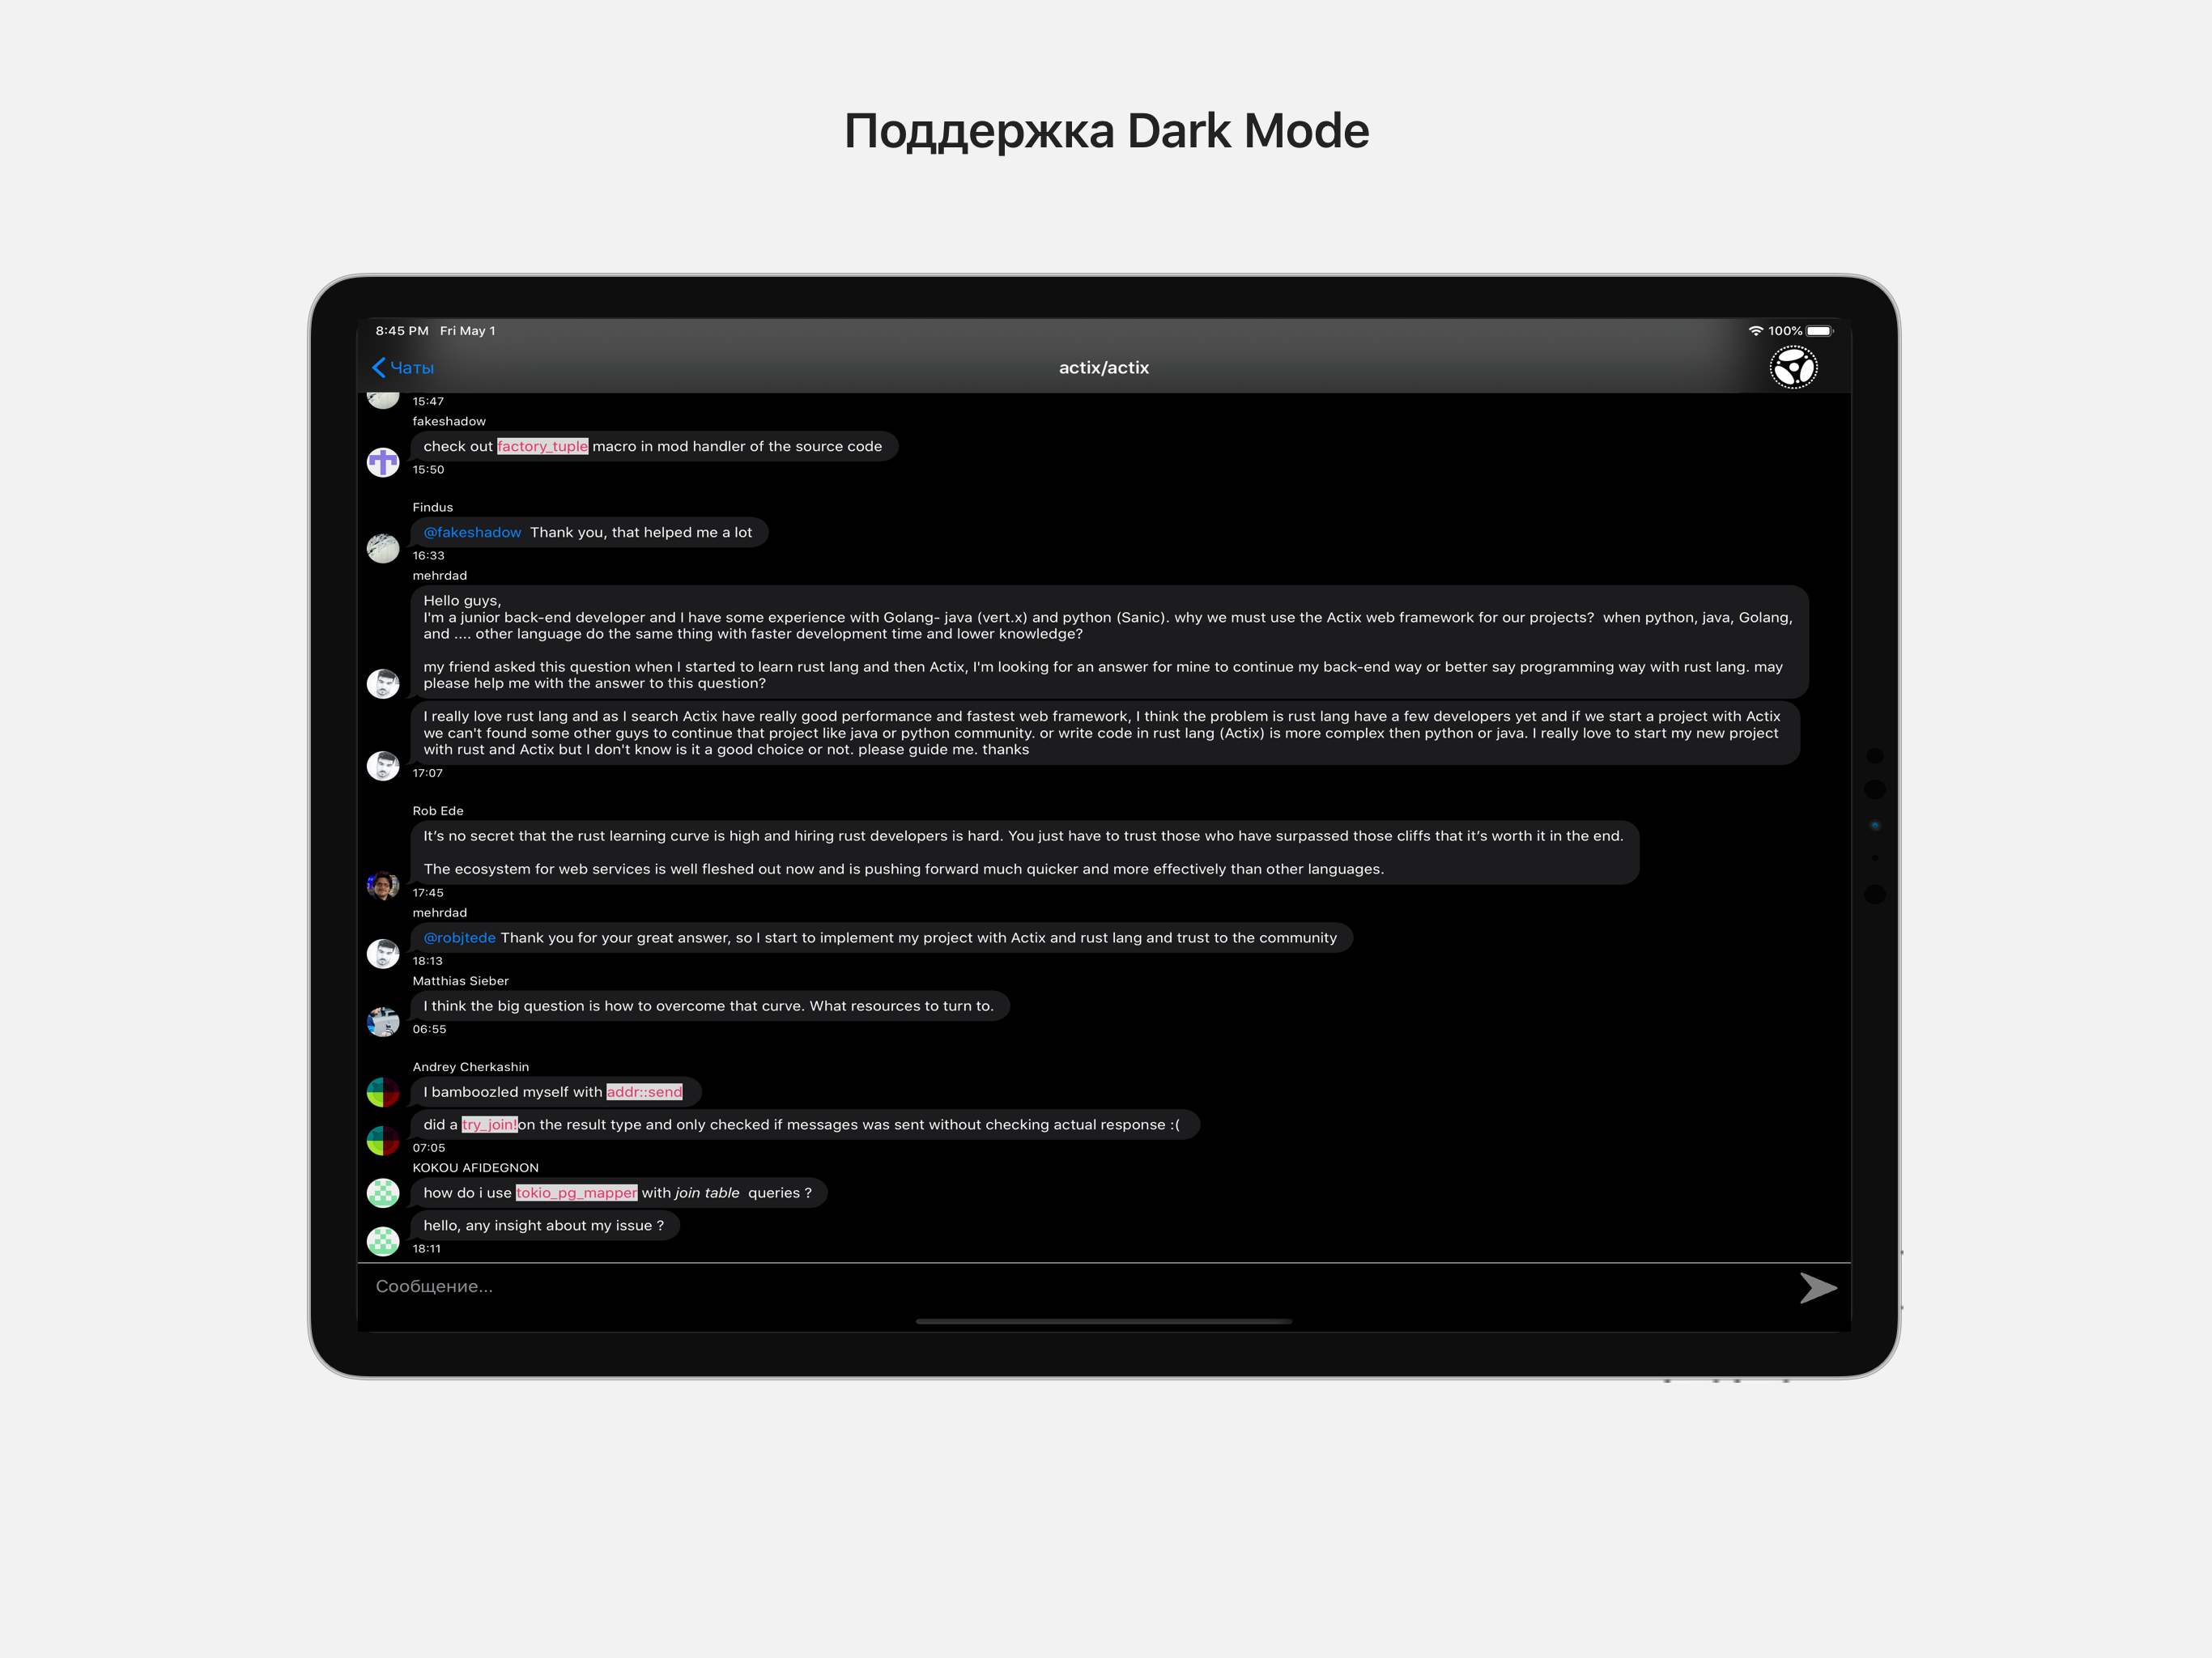 Поддержка Dark Mode
8:45 PM Fri May 1
100%
Чаты
actix/actix
15:47
fakeshadow
check out factory_tuple macro in mod handler of the source code
15:50
Findus
@fakeshadow Thank you, that helped me a lot
16:33
mehrdad
Hello guys,
I'm a junior back-end developer and I have some experience with Golang- java (vert.x) and python (Sanic). why we must use the Actix web framework for our projects? when python, java, Golang,
and .... other language do the same thing with faster development time and lower knowledge?
my friend asked this question when I started to learn rust lang and then Actix, I'm looking for an answer for mine to continue my back-end way or better say programming way with rust lang. may
please help me with the answer to this question?
I really love rust lang and as I search Actix have really good performance and fastest web framework, I think the problem is rust lang have a few developers yet and if we start a project with Actix
we can't found some other guys to continue that project like java or python community. or write code in rust lang (Actix) is more complex then python or java. I really love to start my new project
with rust and Actix but I don't know is it a good choice or not. please guide me. thanks
17:07
Rob Ede
It’s no secret that the rust learning curve is high and hiring rust developers is hard. You just have to trust those who have surpassed those cliffs that it’s worth it in the end.
The ecosystem for web services is well fleshed out now and is pushing forward much quicker and more effectively than other languages.
17:45
mehrdad
@robjtede Thank you for your great answer, so I start to implement my project with Actix and rust lang and trust to the community
18:13
Matthias Sieber
I think the big question is how to overcome that curve. What resources to turn to.
06:55
Andrey Cherkashin
I bamboozled myself with addr::send
did a try_join!on the result type and only checked if messages was sent without checking actual response :(
07:05
KOKOU AFIDEGNON
how do i use tokio_pg_mapper with join table queries ?
hello, any insight about my issue ?
18:11
Сообщение...